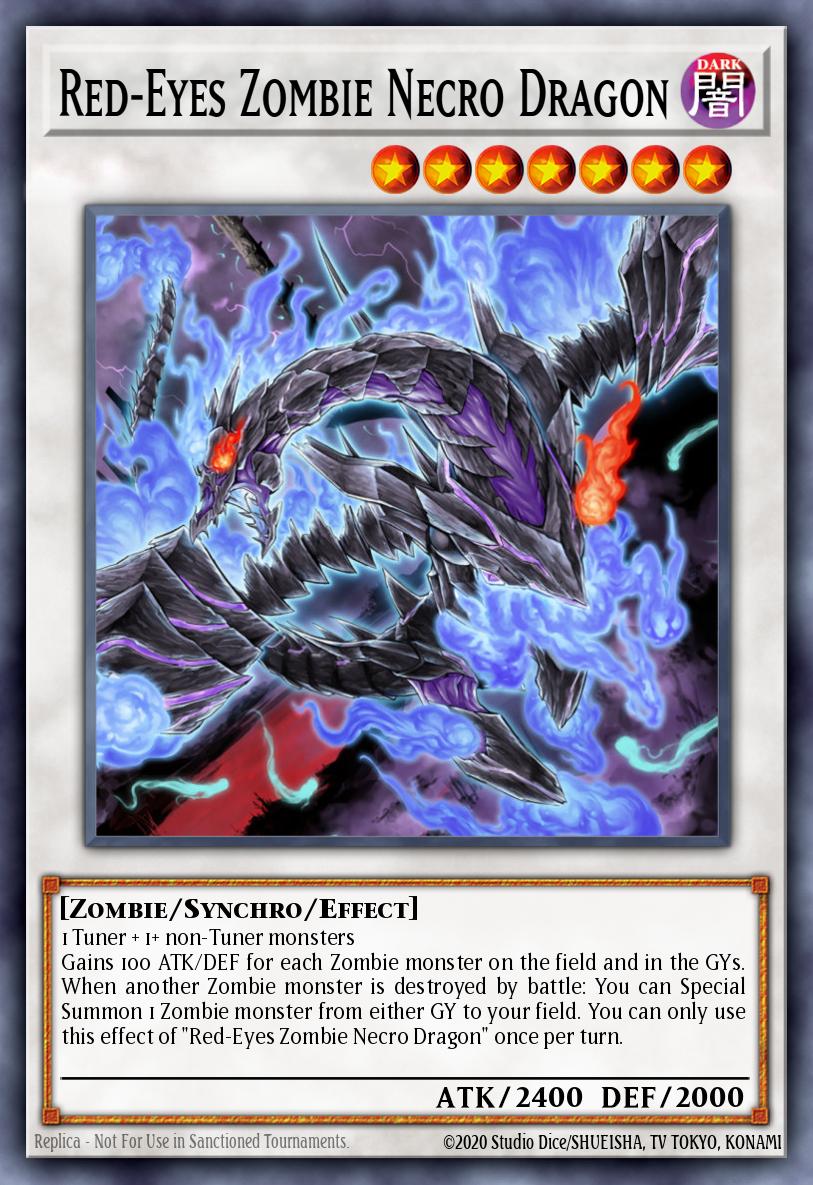 Red-Eyes Zombie Necro Dragon
DARK
闇
[Zombie/Synchro/Effect]
1 Tuner + 1+ non-Tuner monsters
Gains 100 ATK/DEF for each Zombie monster on the field and in the GYs.
When another Zombie monster is destroyed by battle: You can Special
Summon 1 Zombie monster from either GY to your field. You can only use
this effect of "Red-Eyes Zombie Necro Dragon" once per turn.
ATK/2400 DEF/2000
Replica - Not For Use in Sanctioned Tournaments.
©2020 Studio Dice/SHUEISHA, TV TOKYO, KONAMI